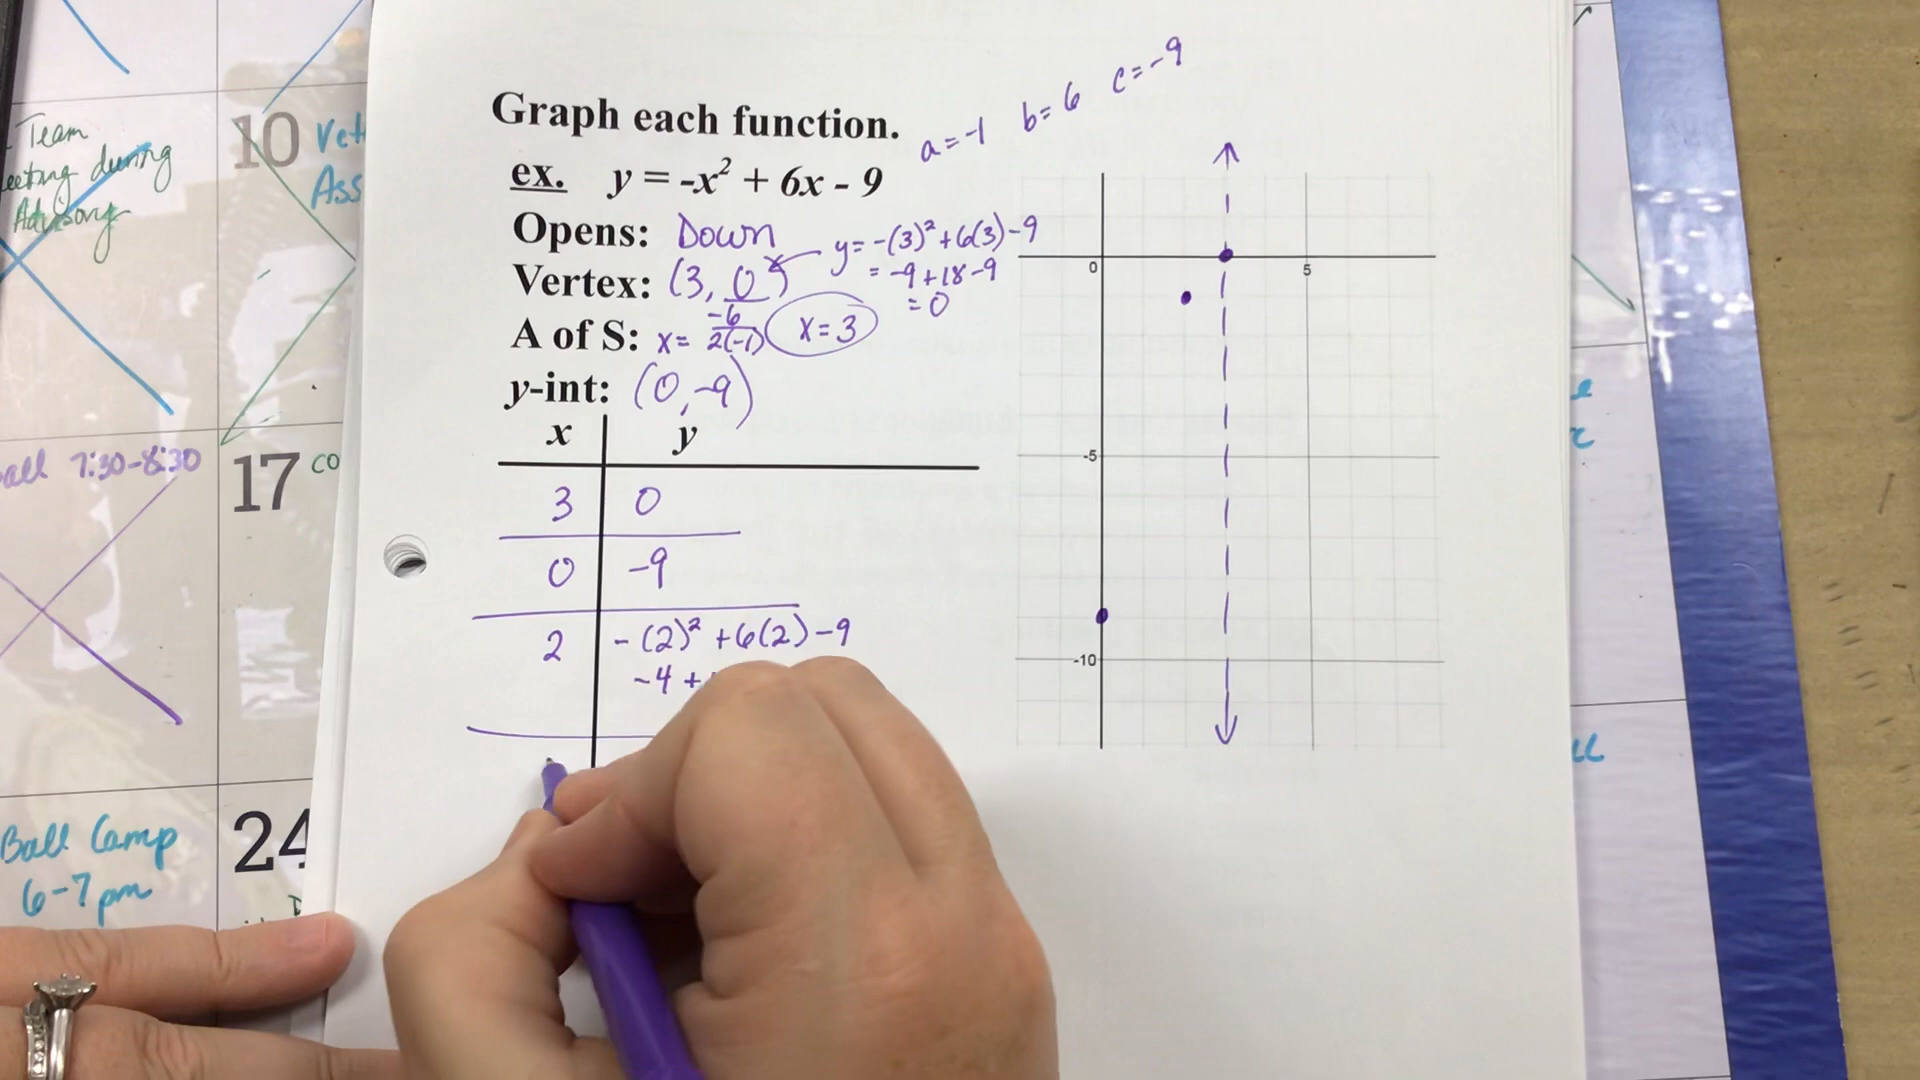 Team
eeting during
Advisory
10 Vet
Ass
all 7:30-8:30
17 co
Ball Camp
6-7 pm
24
Graph each function.
a=-1 b=6 c=-9
ex. y = -x² + 6x - 9
Opens: Down
y=-(3)²+6(3)-9
Vertex: (3, 0)
=-9+18-9
=0
A of S: x= -6/2(-1) x=3
y-int: (0,-9)
x y
3 0
0 -9
2 -(2)²+6(2)-9
-4+
0 5
-5
-10